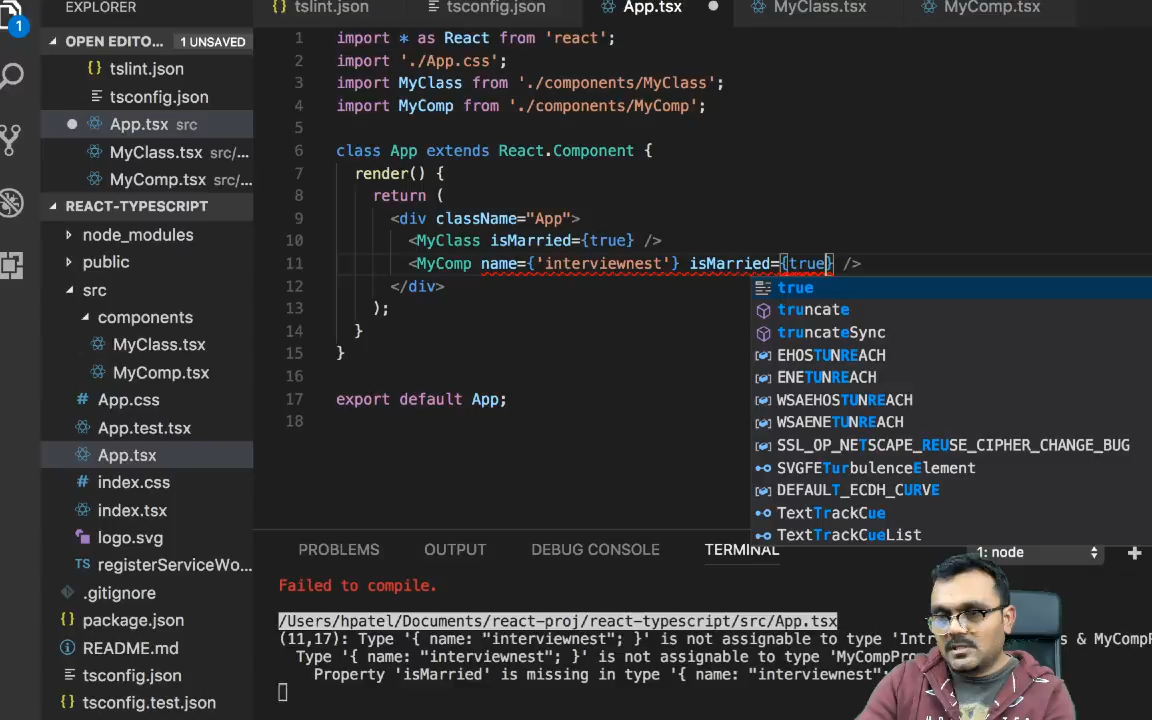 tslint.json
tsconfig.json
App.tsx
MyClass.tsx
MyComp.tsx
EXPLORER
1
OPEN EDITO... 1 UNSAVED
{} tslint.json
tsconfig.json
App.tsx src
MyClass.tsx src/...
MyComp.tsx src/...
REACT-TYPESCRIPT
node_modules
public
src
components
MyClass.tsx
MyComp.tsx
# App.css
App.test.tsx
App.tsx
# index.css
index.tsx
logo.svg
TS registerServiceWo...
.gitignore
package.json
README.md
tsconfig.json
{} tsconfig.test.json
1 import * as React from 'react';
2 import './App.css';
3 import MyClass from './components/MyClass';
4 import MyComp from './components/MyComp';
5
6 class App extends React.Component {
7 render() {
8 return (
9 <div className="App">
10 <MyClass isMarried={true} />
11 <MyComp name={'interviewnest'} isMarried={true} />
12 </div>
13 );
14 }
15 }
16
17 export default App;
18
true
truncate
truncateSync
EHOSTUNREACH
ENETUNREACH
WSAEHOSTUNREACH
WSAENETUNREACH
SSL_OP_NETSCAPE_REUSE_CIPHER_CHANGE_BUG
SVGFETurbulenceElement
DEFAULT_ECDH_CURVE
TextTrackCue
TextTrackCueList
PROBLEMS OUTPUT DEBUG CONSOLE TERMINAL 1: node
Failed to compile.
/Users/hpatel/Documents/react-proj/react-typescript/src/App.tsx
(11,17): Type '{ name: "interviewnest"; }' is not assignable to type 'Intr & MyCompP
Type '{ name: "interviewnest"; }' is not assignable to type 'MyCompPro
Property 'isMarried' is missing in type '{ name: "interviewnest"